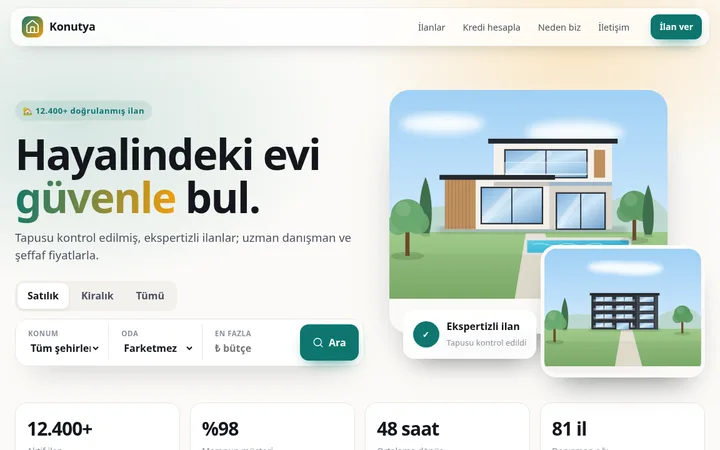 Konutya
İlanlar Kredi hesapla Neden biz İletişim İlan ver
🏡 12.400+ doğrulanmış ilan
Hayalindeki evi
güvenle bul.
Tapusu kontrol edilmiş, ekspertizli ilanlar; uzman danışman ve
şeffaf fiyatlarla.
Satılık Kiralık Tümü
KONUM ODA EN FAZLA
Tüm şehirler Farketmez ₺ bütçe Ara
✓ Ekspertizli ilan
Tapusu kontrol edildi
12.400+ %98 48 saat 81 il